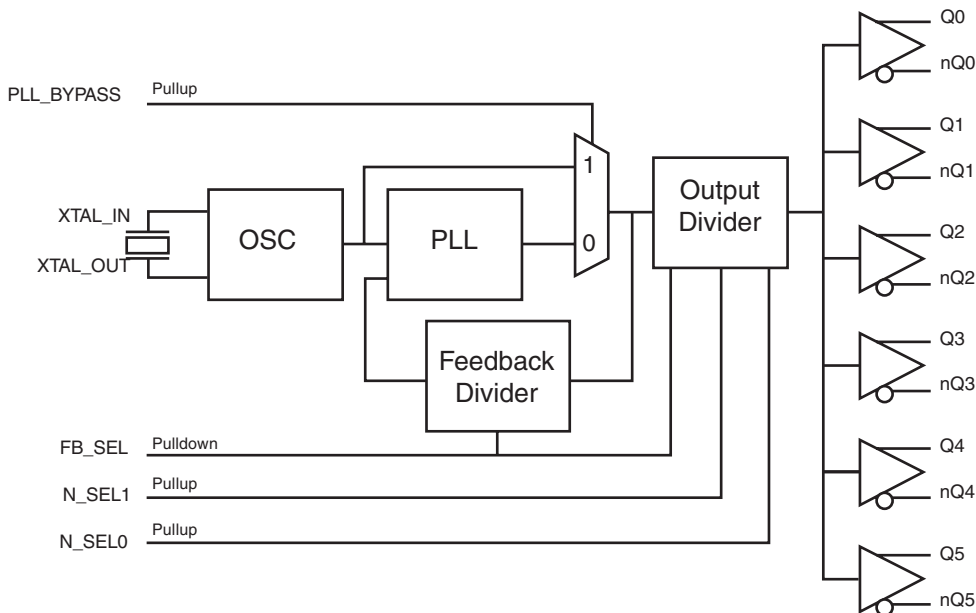 Q0
nQ0
PLL_BYPASS Pullup
Q1
nQ1
1
Output
Divider
XTAL_IN
OSC
PLL
0
XTAL_OUT
Q2
nQ2
Feedback
Divider
Q3
nQ3
FB_SEL Pulldown
Q4
N_SEL1 Pullup
nQ4
N_SEL0 Pullup
Q5
nQ5